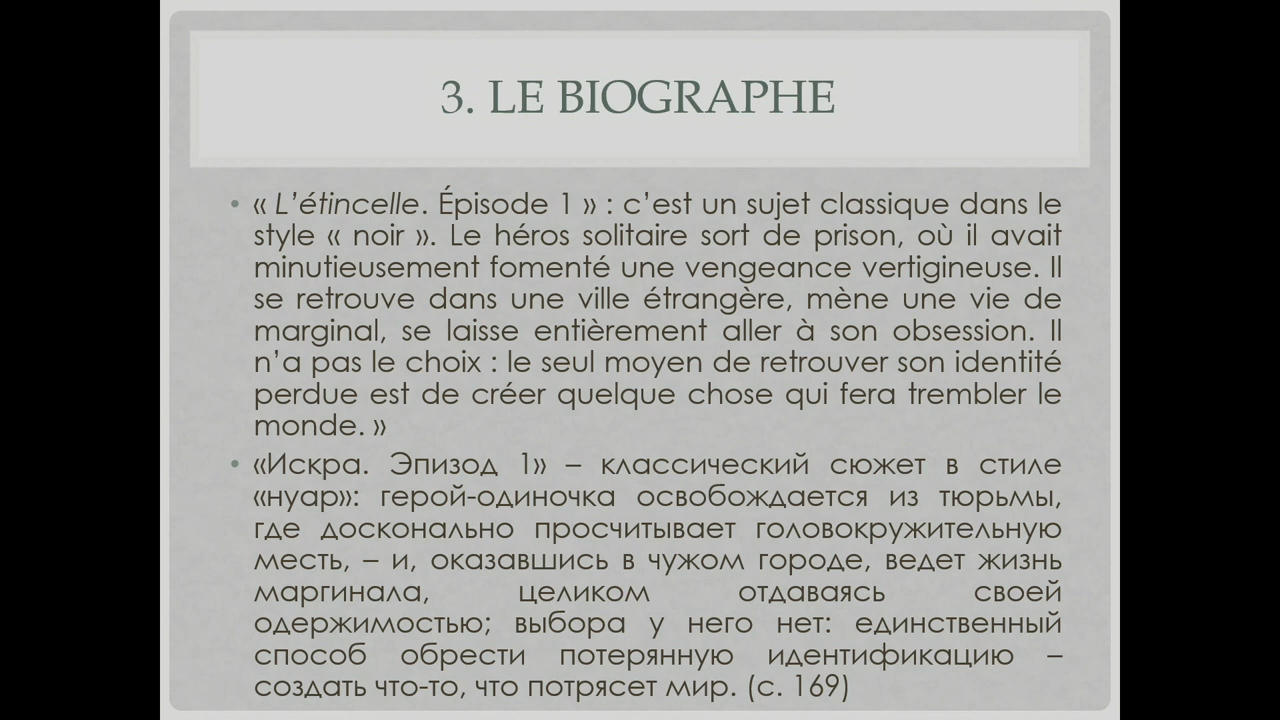 3. LE BIOGRAPHE
• « L’étincelle. Épisode 1 » : c’est un sujet classique dans le
style « noir ». Le héros solitaire sort de prison, où il avait
minutieusement fomenté une vengeance vertigineuse. Il
se retrouve dans une ville étrangère, mène une vie de
marginal, se laisse entièrement aller à son obsession. Il
n’a pas le choix : le seul moyen de retrouver son identité
perdue est de créer quelque chose qui fera trembler le
monde. »
• «Искра. Эпизод 1» – классический сюжет в стиле
«нуар»: герой-одиночка освобождается из тюрьмы,
где досконально просчитывает головокружительную
месть, – и, оказавшись в чужом городе, ведет жизнь
маргинала, целиком отдаваясь своей
одержимостью; выбора у него нет: единственный
способ обрести потерянную идентификацию –
создать что-то, что потрясет мир. (с. 169)